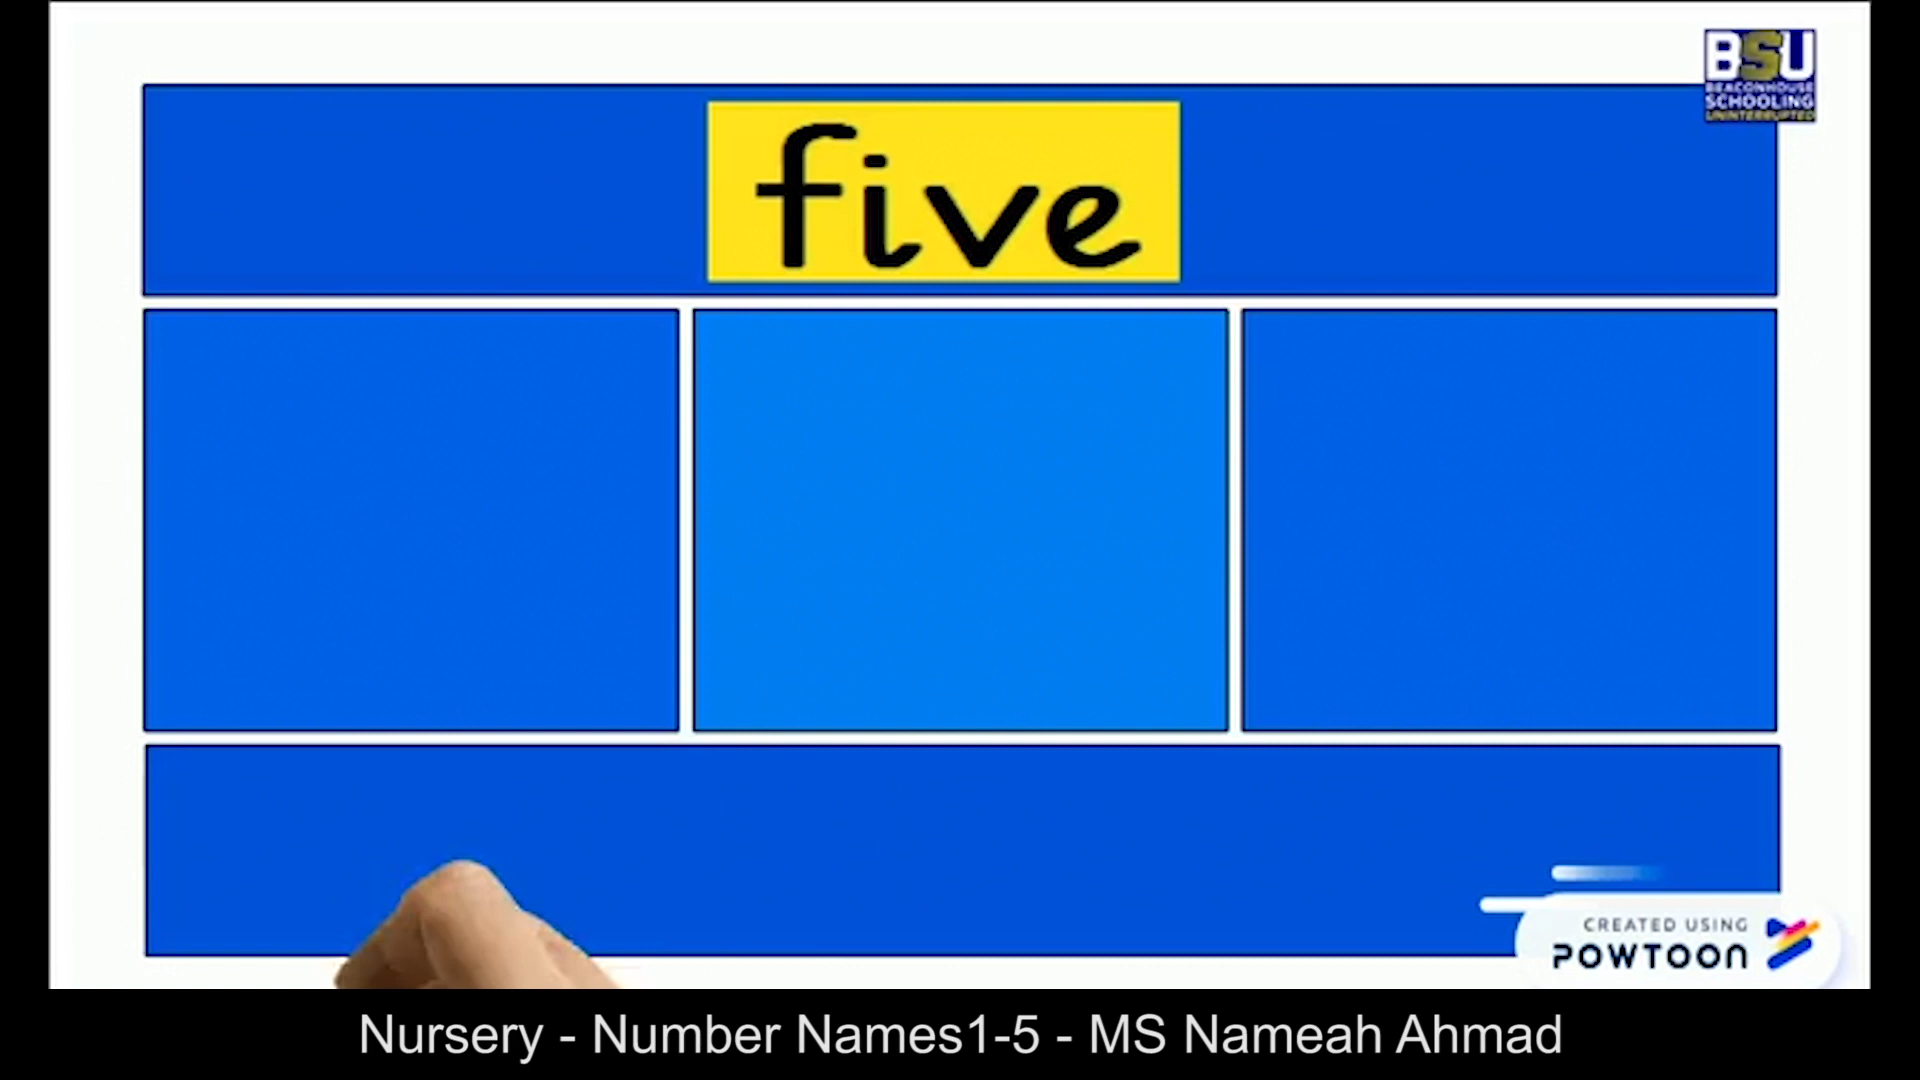 BSU
BEACONHOUSE
SCHOOLING
UNINTERRUPTED
five
CREATED USING
POWTOON
Nursery - Number Names1-5 - MS Nameah Ahmad